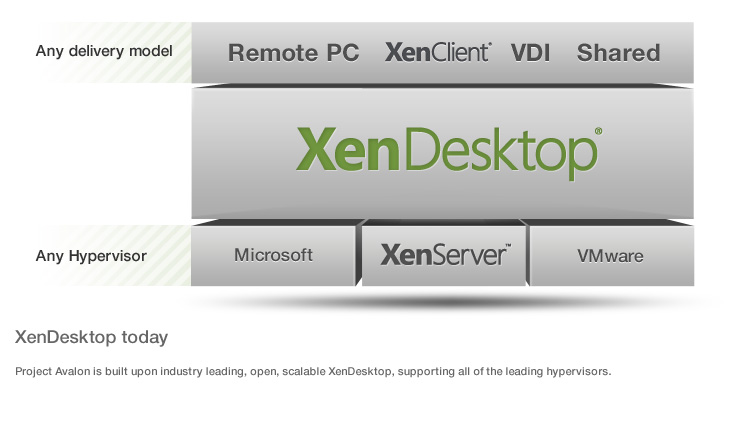 Any delivery model
Remote PC XenClient® VDI Shared
XenDesktop®
Any Hypervisor
Microsoft XenServer™ VMware
XenDesktop today
Project Avalon is built upon industry leading, open, scalable XenDesktop, supporting all of the leading hypervisors.